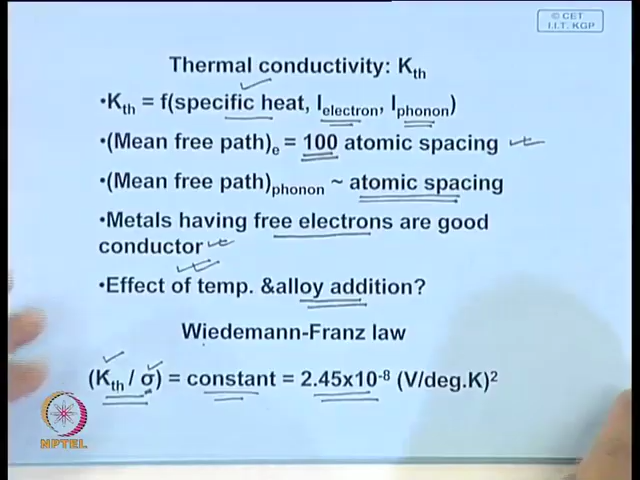 © CET
I.I.T. KGP
Thermal conductivity: Kth
•Kth = f(specific heat, lelectron, lphonon)
•(Mean free path)e = 100 atomic spacing
•(Mean free path)phonon ~ atomic spacing
•Metals having free electrons are good
conductor
•Effect of temp. &alloy addition?
Wiedemann-Franz law
(Kth / σ) = constant = 2.45x10-8 (V/deg.K)2
NPTEL